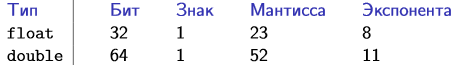 Тип Бит Знак Мантисса Экспонента
float 32 1 23 8
double 64 1 52 11